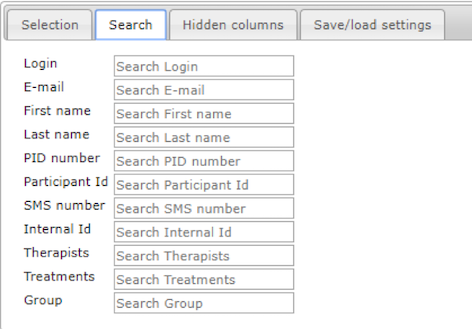 Selection Search Hidden columns Save/load settings
Login Search Login
E-mail Search E-mail
First name Search First name
Last name Search Last name
PID number Search PID number
Participant Id Search Participant Id
SMS number Search SMS number
Internal Id Search Internal Id
Therapists Search Therapists
Treatments Search Treatments
Group Search Group